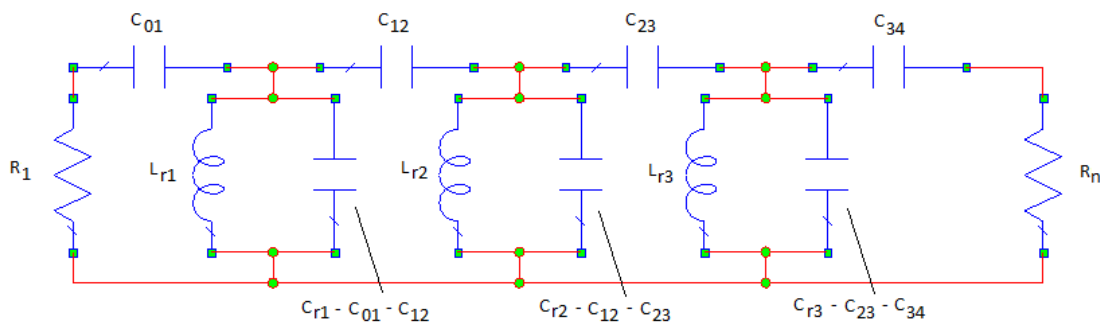 C01
C12
C23
C34
R1
Lr1
Lr2
Lr3
Rn
Cr1 - C01 - C12
Cr2 - C12 - C23
Cr3 - C23 - C34